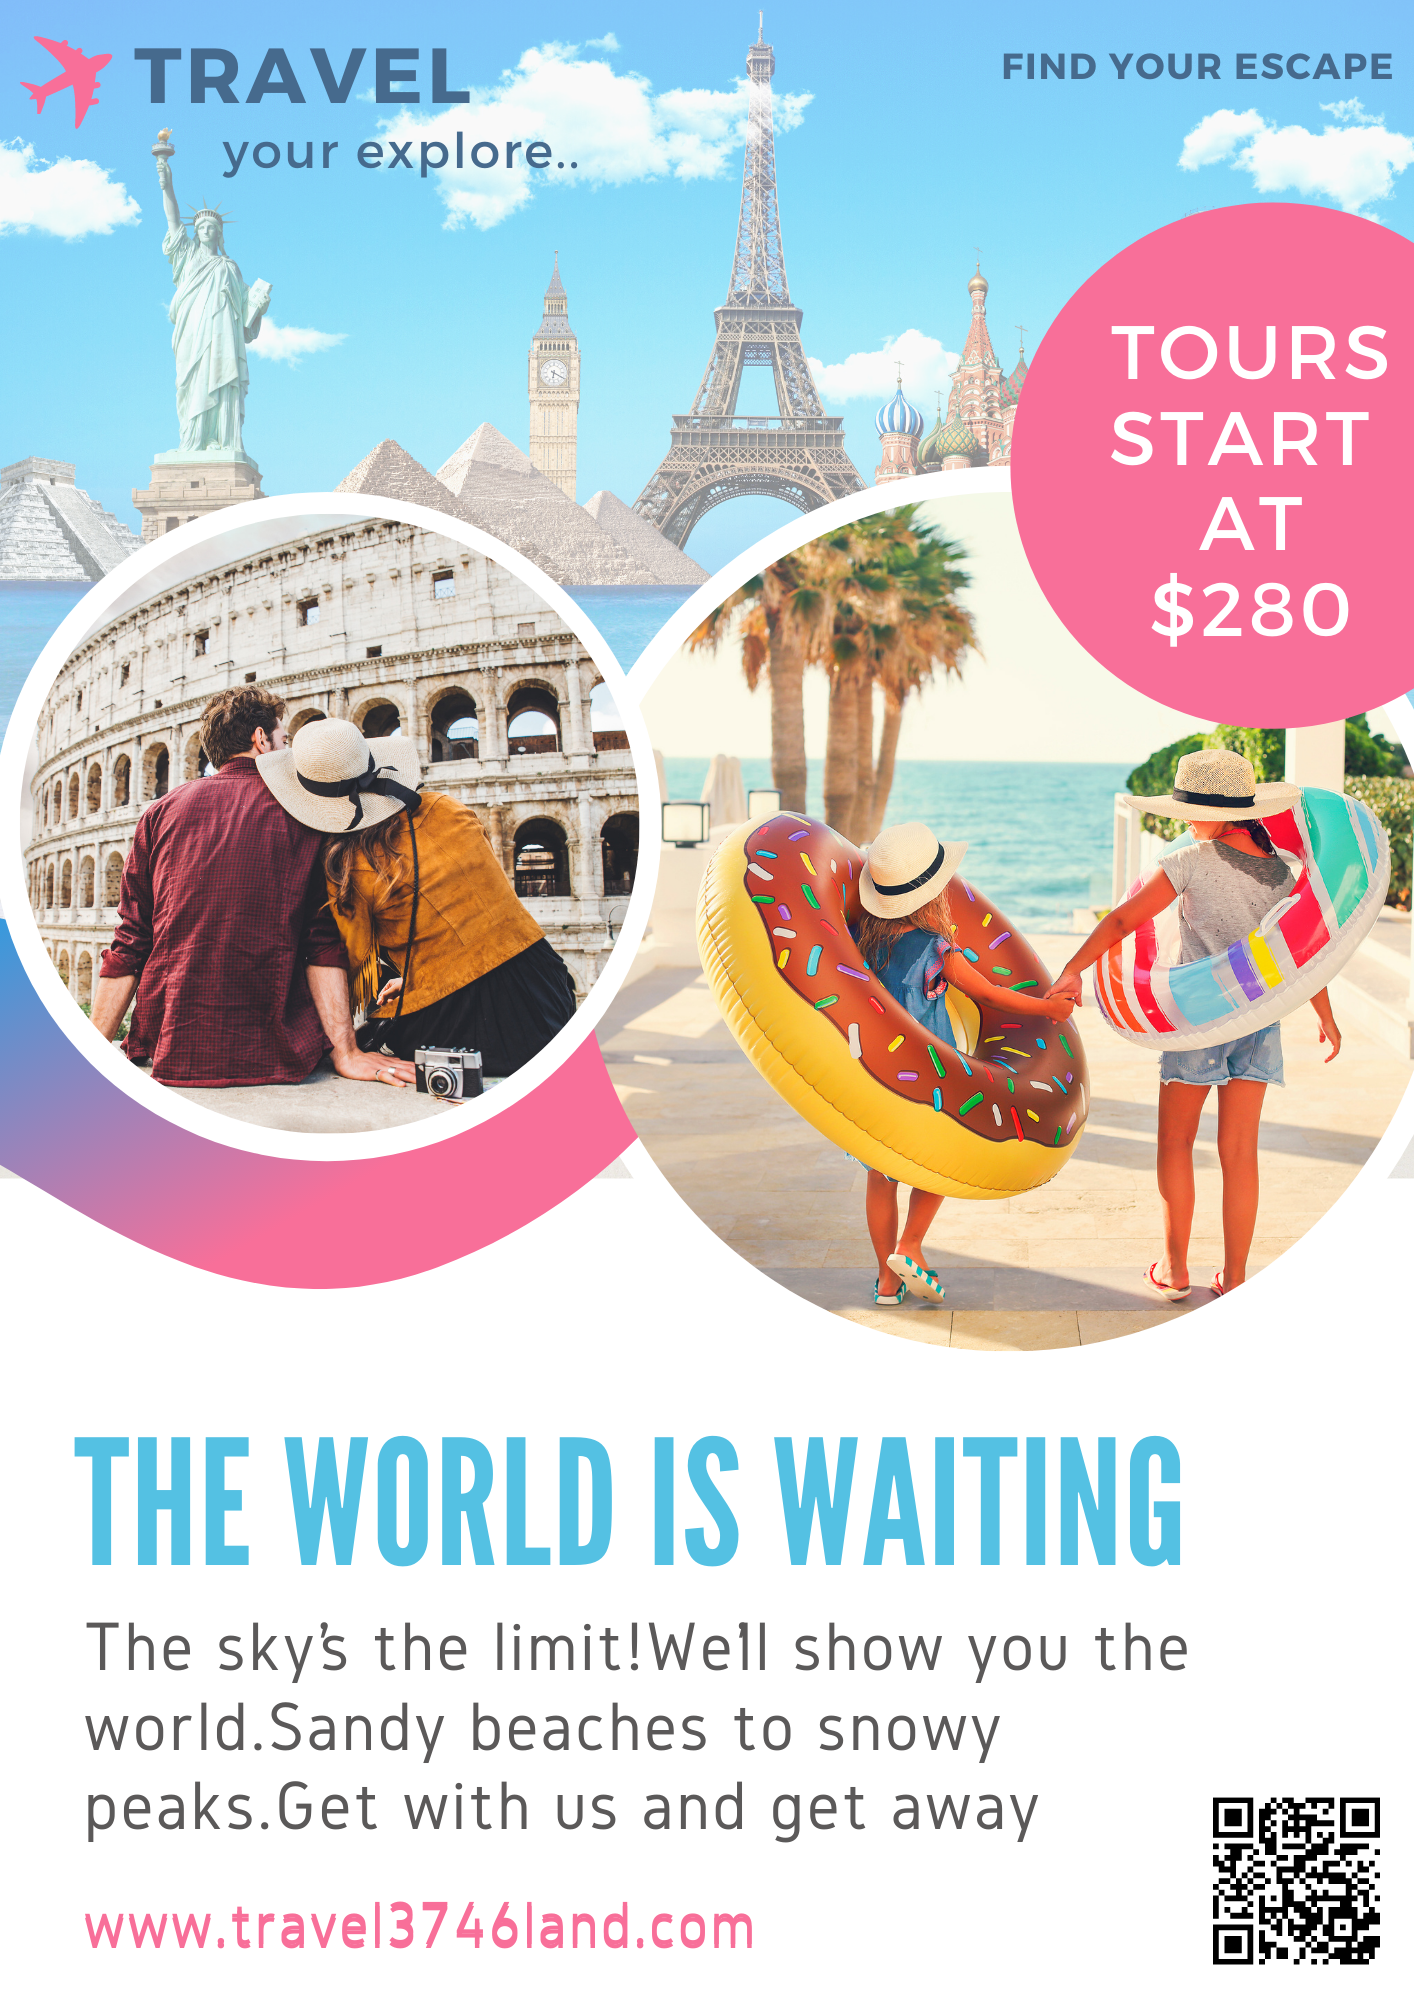 TRAVEL
your explore..
FIND YOUR ESCAPE
TOURS
START
AT
$280
THE WORLD IS WAITING
The sky's the limit!We'll show you the
world.Sandy beaches to snowy
peaks.Get with us and get away
www.travel3746land.com